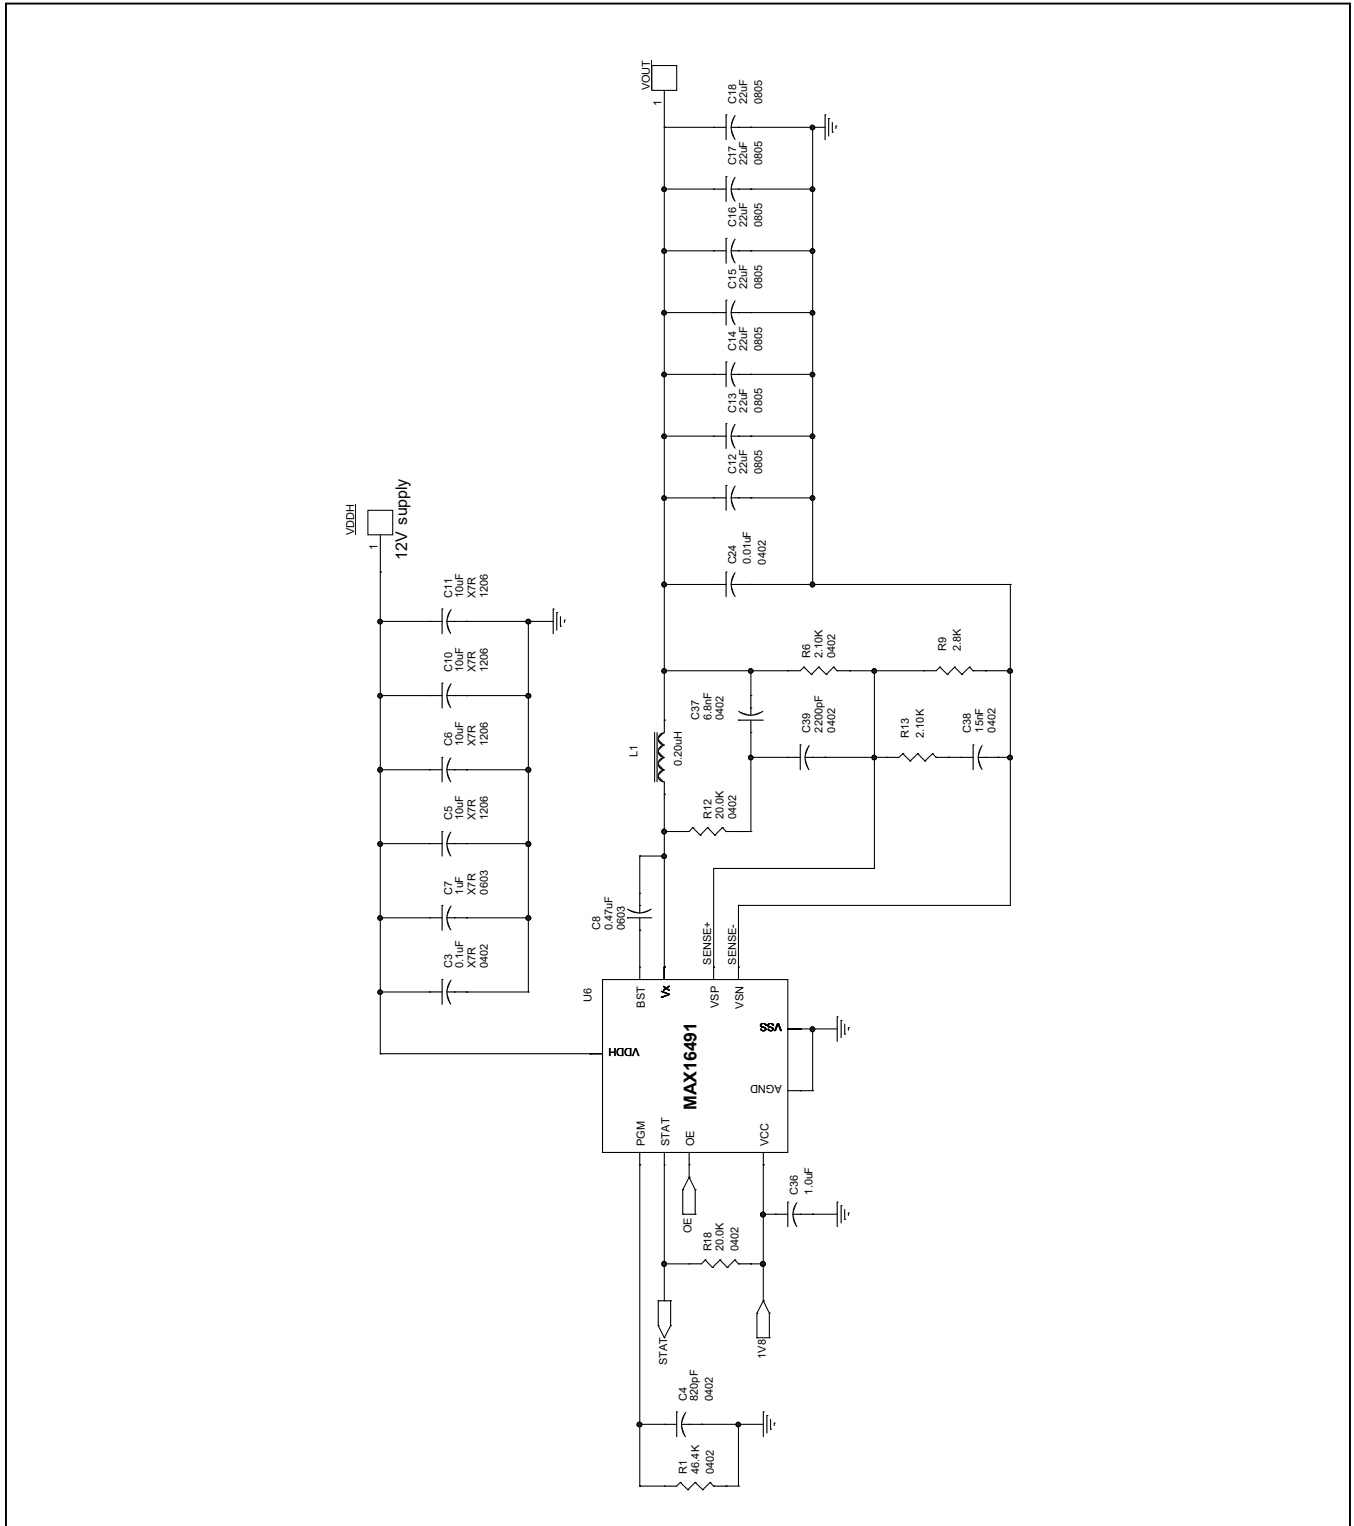 VOUT
1
C18
22uF
0805
C17
22uF
0805
C16
22uF
0805
C15
22uF
0805
C14
22uF
0805
C13
22uF
0805
C12
22uF
0805
C24
0.01uF
0402
VDDH
1
12V supply
C11
10uF
X7R
1206
C10
10uF
X7R
1206
C6
10uF
X7R
1206
C5
10uF
X7R
1206
C7
1uF
X7R
0603
C3
0.1uF
X7R
0402
R6
2.10K
0402
R9
2.8K
C37
6.8nF
0402
C39
2200pF
0402
R13
2.10K
C38
15nF
0402
L1
0.20uH
R12
20.0K
0402
C8
0.47uF
0603
SENSE+
SENSE-
U6
BST
Vx
VSP
VSN
VDDH
MAX16491
VSS
AGND
PGM
STAT
OE
VCC
OE
C36
1.0uF
R18
20.0K
0402
STAT
1V8
C4
820pF
0402
R1
46.4K
0402